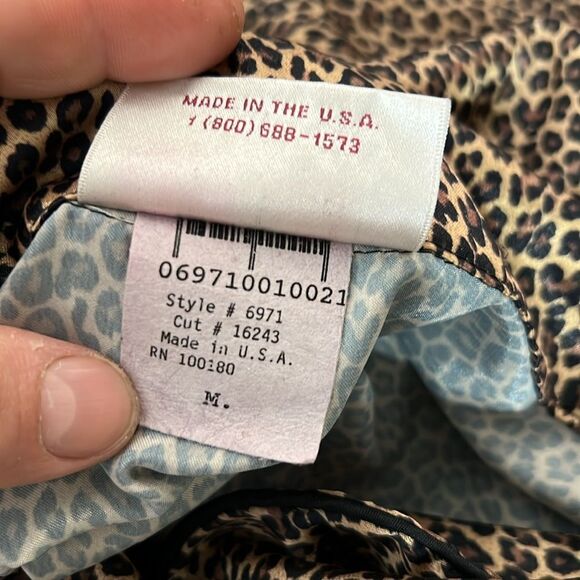 MADE IN THE U.S.A.
1 (800) 688-1573
069710010021
Style # 6971
Cut # 16243
Made in U.S.A.
RN 100180
M.